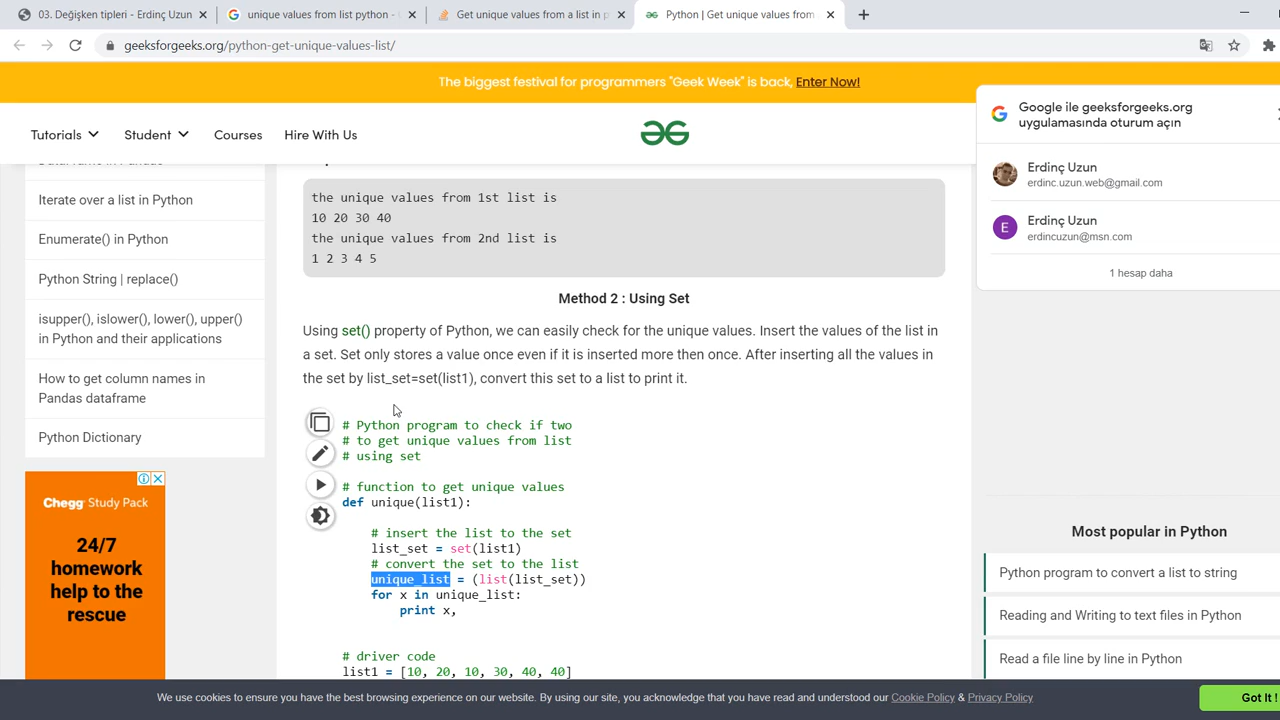 03. Değişken tipleri - Erdinç Uzun
unique values from list python -
Get unique values from a list in p
Python | Get unique values from
geeksforgeeks.org/python-get-unique-values-list/
The biggest festival for programmers "Geek Week" is back, Enter Now!
Tutorials
Student
Courses
Hire With Us
Google ile geeksforgeeks.org
uygulamasında oturum açın
Erdinç Uzun
erdinc.uzun.web@gmail.com
Erdinç Uzun
erdincuzun@msn.com
1 hesap daha
Iterate over a list in Python
Enumerate() in Python
Python String | replace()
isupper(), islower(), lower(), upper()
in Python and their applications
How to get column names in
Pandas dataframe
Python Dictionary
Chegg Study Pack
24/7
homework
help to the
rescue
the unique values from 1st list is
10 20 30 40
the unique values from 2nd list is
1 2 3 4 5
Method 2 : Using Set
Using set() property of Python, we can easily check for the unique values. Insert the values of the list in
a set. Set only stores a value once even if it is inserted more then once. After inserting all the values in
the set by list_set=set(list1), convert this set to a list to print it.
# Python program to check if two
# to get unique values from list
# using set
# function to get unique values
def unique(list1):
# insert the list to the set
list_set = set(list1)
# convert the set to the list
unique_list = (list(list_set))
for x in unique_list:
print x,
# driver code
list1 = [10, 20, 10, 30, 40, 40]
Most popular in Python
Python program to convert a list to string
Reading and Writing to text files in Python
Read a file line by line in Python
We use cookies to ensure you have the best browsing experience on our website. By using our site, you acknowledge that you have read and understood our Cookie Policy & Privacy Policy
Got It !